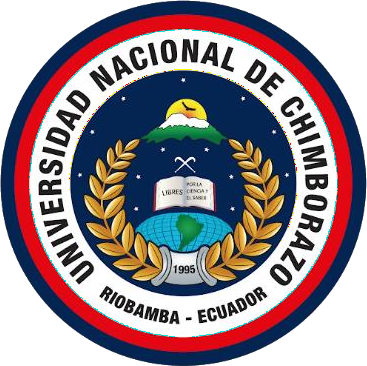 UNIVERSIDAD NACIONAL DE CHIMBORAZO
LIBRES
POR LA
CIENCIA Y
EL SABER
1995
RIOBAMBA - ECUADOR